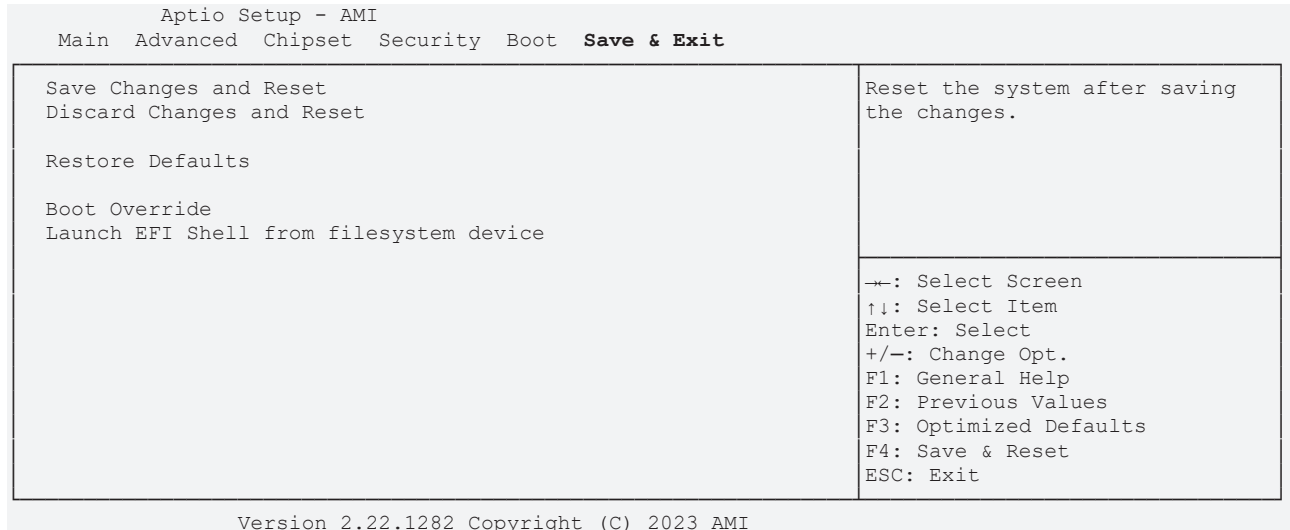 Aptio Setup - AMI
Main Advanced Chipset Security Boot Save & Exit
Save Changes and Reset
Discard Changes and Reset
Restore Defaults
Boot Override
Launch EFI Shell from filesystem device
Reset the system after saving
the changes.
→←: Select Screen
↑↓: Select Item
Enter: Select
+/−: Change Opt.
F1: General Help
F2: Previous Values
F3: Optimized Defaults
F4: Save & Reset
ESC: Exit
Version 2.22.1282 Copyright (C) 2023 AMI